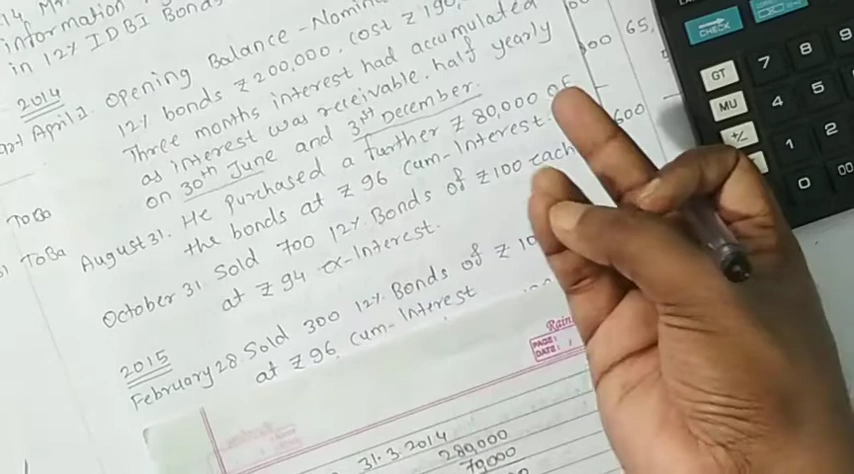 information
in 12% IDBI Bonds
2014
April 1. Opening Balance - Nomin
12% bonds ₹200,000. cost ₹190,
Three months interest had accumulated
as interest was receivable. half yearly
on 30th June and 31st December.
August 31. He purchased a further ₹80,000 of
the bonds at ₹96 cum-Interest.
October 31. Sold 700 12% Bonds of ₹100 each
at ₹94 ex-Interest.
2015
February 28. Sold 300 12% Bonds of ₹10
at ₹96 cum-Interest
To Ba
To Ba
65,
600
Rain
PAGE:
DATE:
31.3.2014
280,000
70,000
CHECK
GT
MU
+/-
7
8
9
4
5
1
2
0
00